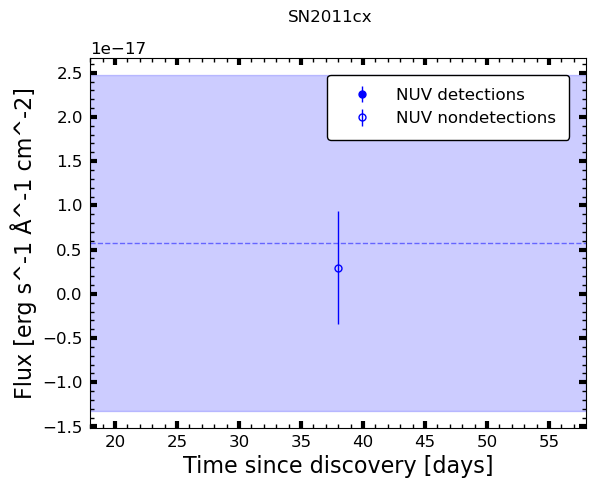 SN2011cx
1e−17
2.5
2.0
1.5
1.0
0.5
0.0
−0.5
−1.0
−1.5
Flux [erg s^-1 Å^-1 cm^-2]
NUV detections
NUV nondetections
20 25 30 35 40 45 50 55
Time since discovery [days]